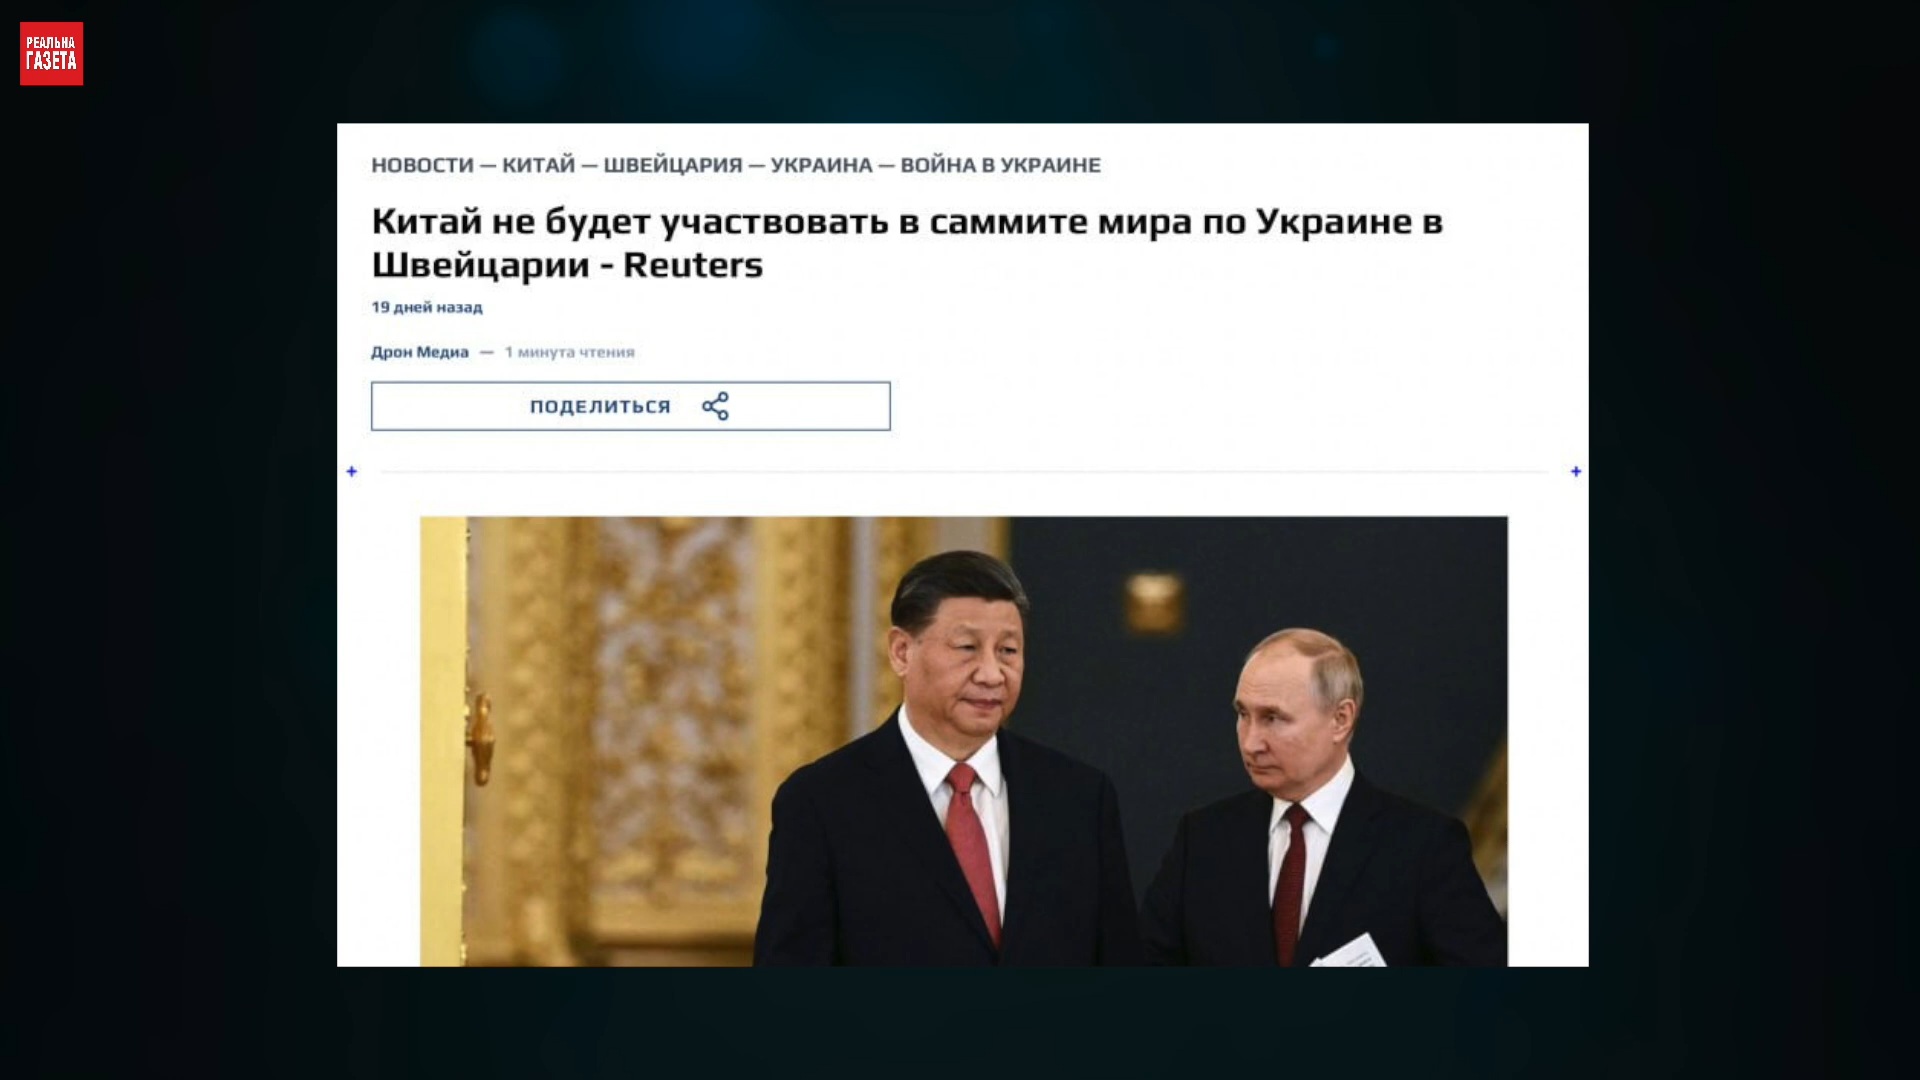 РЕАЛЬНА
ГАЗЕТА
НОВОСТИ — КИТАЙ — ШВЕЙЦАРИЯ — УКРАИНА — ВОЙНА В УКРАИНЕ
Китай не будет участвовать в саммите мира по Украине в
Швейцарии - Reuters
19 дней назад
Дрон Медиа — 1 минута чтения
ПОДЕЛИТЬСЯ